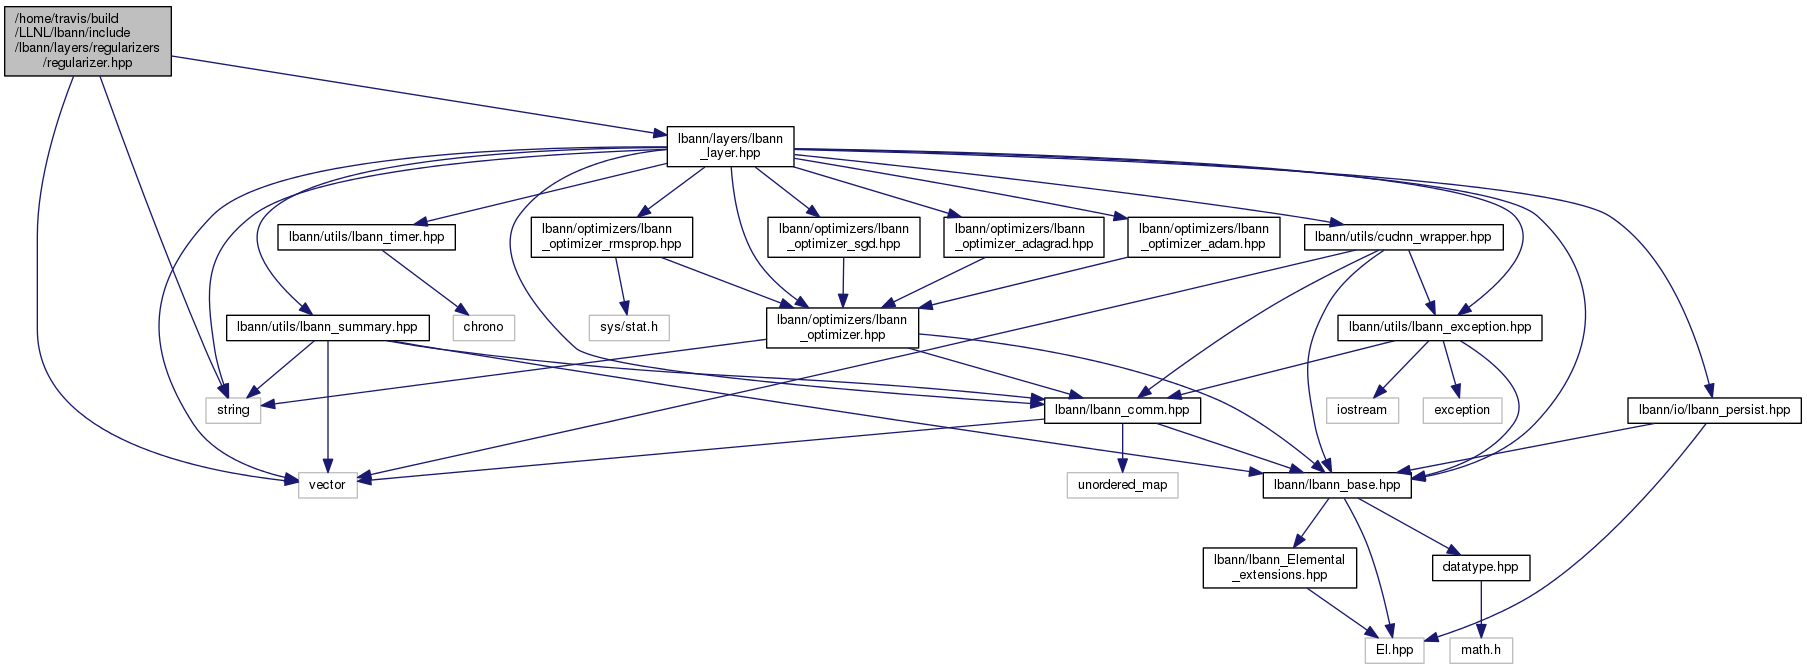 /home/travis/build
/LLNL/lbann/include
/lbann/layers/regularizers
/regularizer.hpp
lbann/layers/lbann
_layer.hpp
lbann/utils/lbann_timer.hpp
lbann/optimizers/lbann
_optimizer_rmsprop.hpp
lbann/optimizers/lbann
_optimizer_sgd.hpp
lbann/optimizers/lbann
_optimizer_adagrad.hpp
lbann/optimizers/lbann
_optimizer_adam.hpp
lbann/utils/cudnn_wrapper.hpp
lbann/utils/lbann_summary.hpp
chrono
sys/stat.h
lbann/optimizers/lbann
_optimizer.hpp
lbann/utils/lbann_exception.hpp
string
lbann/lbann_comm.hpp
iostream
exception
lbann/io/lbann_persist.hpp
vector
unordered_map
lbann/lbann_base.hpp
lbann/lbann_Elemental
_extensions.hpp
datatype.hpp
El.hpp
math.h